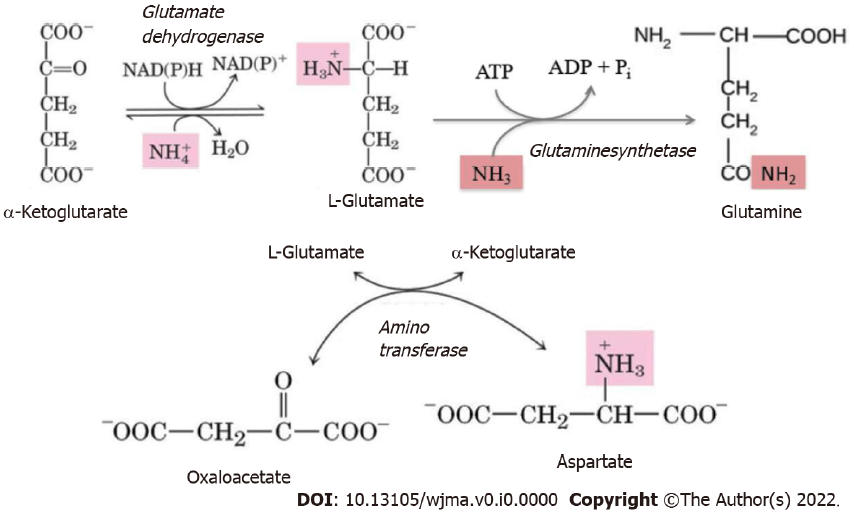 Glutamate
dehydrogenase
COO⁻
C=O
CH₂
CH₂
COO⁻
α-Ketoglutarate
NAD(P)H NAD(P)⁺
NH₄⁺ H₂O
COO⁻
H₃N⁺—C—H
CH₂
CH₂
COO⁻
L-Glutamate
ATP ADP + Pᵢ
NH₃
Glutaminesynthetase
NH₂—CH—COOH
CH₂
CH₂
CO NH₂
Glutamine
L-Glutamate α-Ketoglutarate
Amino
transferase
O
⁻OOC—CH₂—C—COO⁻
Oxaloacetate
⁺NH₃
⁻OOC—CH₂—CH—COO⁻
Aspartate
DOI: 10.13105/wjma.v0.i0.0000 Copyright ©The Author(s) 2022.